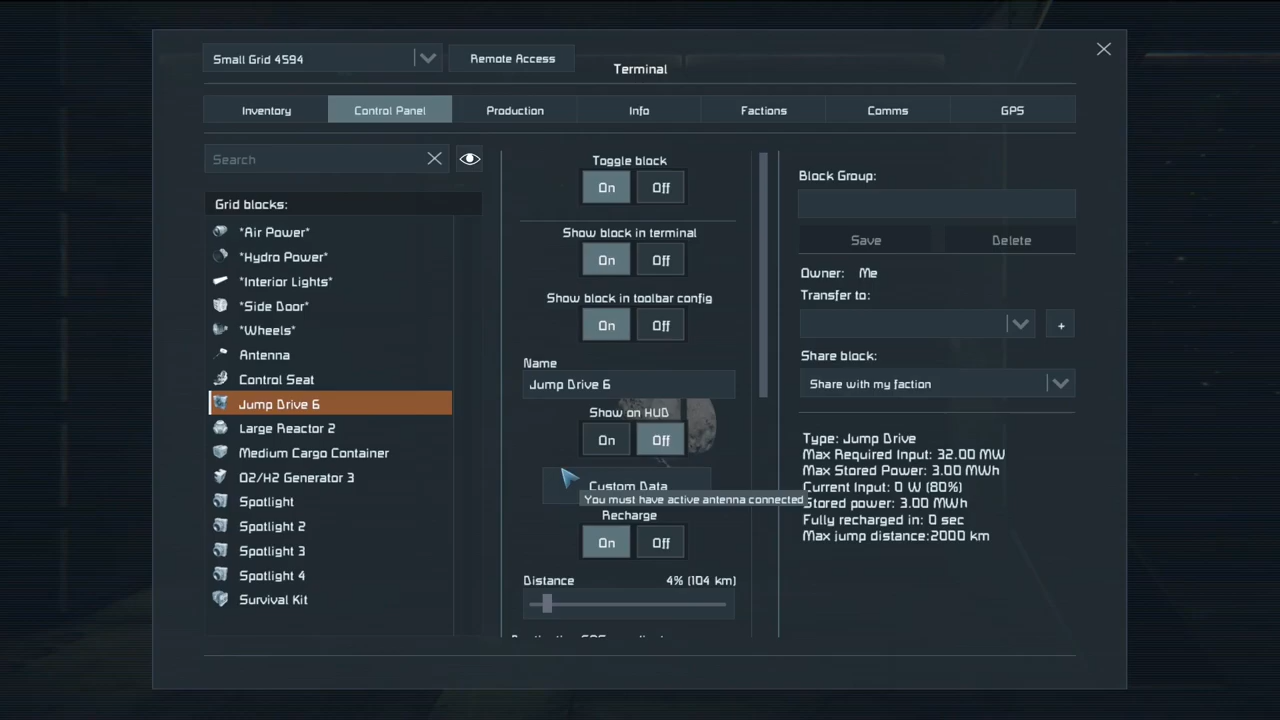 Small Grid 4594
Remote Access
Terminal
Inventory
Control Panel
Production
Info
Factions
Comms
GPS
Search
Grid blocks:
*Air Power*
*Hydro Power*
*Interior Lights*
*Side Door*
*Wheels*
Antenna
Control Seat
Jump Drive 6
Large Reactor 2
Medium Cargo Container
O2/H2 Generator 3
Spotlight
Spotlight 2
Spotlight 3
Spotlight 4
Survival Kit
Toggle block
On Off
Show block in terminal
On Off
Show block in toolbar config
On Off
Name
Jump Drive 6
Show on HUD
On Off
Custom Data
You must have active antenna connected
Recharge
On Off
Distance 4% (104 km)
Block Group:
Save Delete
Owner: Me
Transfer to:
+
Share block:
Share with my faction
Type: Jump Drive
Max Required Input: 32.00 MW
Max Stored Power: 3.00 MWh
Current Input: 0 W (80%)
Stored power: 3.00 MWh
Fully recharged in: 0 sec
Max jump distance:2000 km